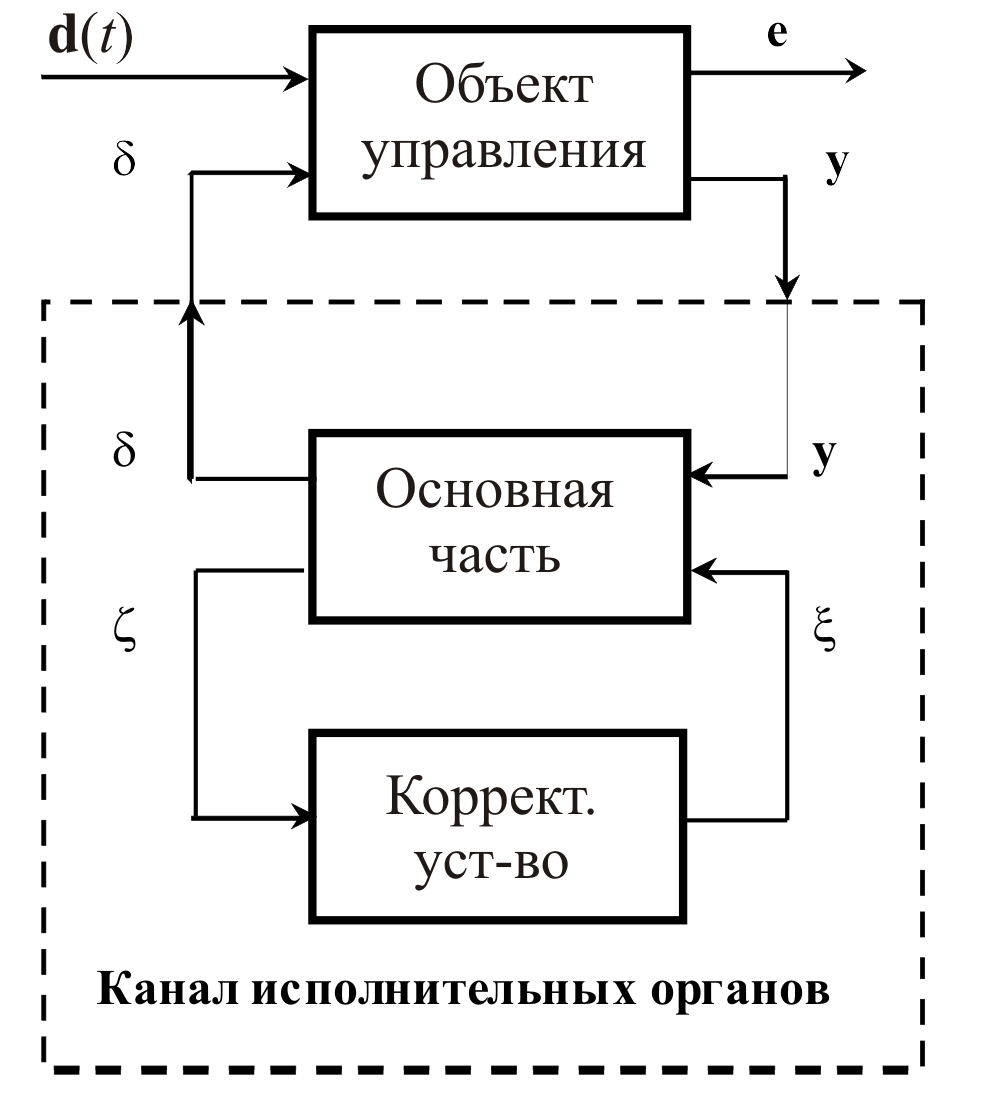 d(t)
e
Объект
управления
δ
y
δ
y
Основная
часть
ζ
ξ
Коррект.
уст-во
Канал исполнительных органов